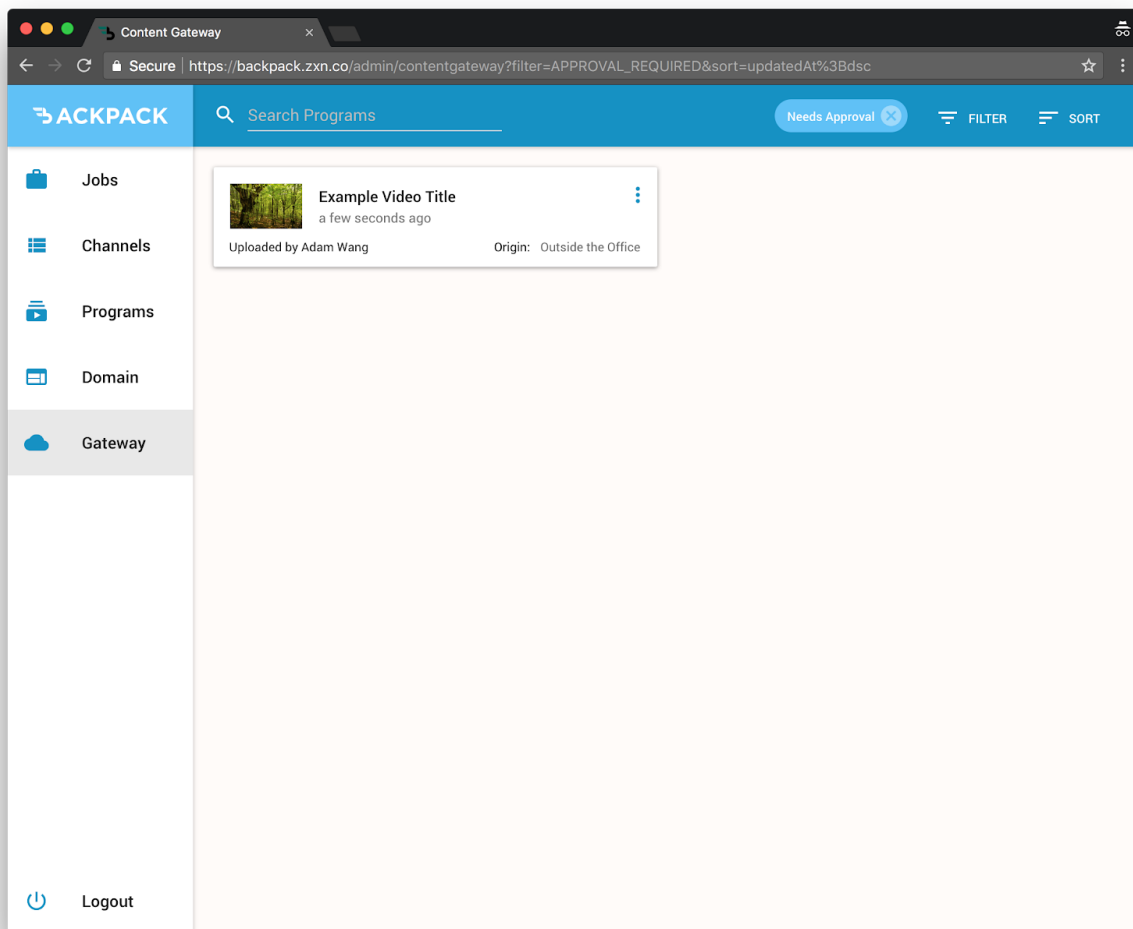 Content Gateway
Secure https://backpack.zxn.co/admin/contentgateway?filter=APPROVAL_REQUIRED&sort=updatedAt%3Bdsc
BACKPACK
Search Programs
Needs Approval
FILTER
SORT
Jobs
Channels
Programs
Domain
Gateway
Logout
Example Video Title
a few seconds ago
Uploaded by Adam Wang
Origin: Outside the Office